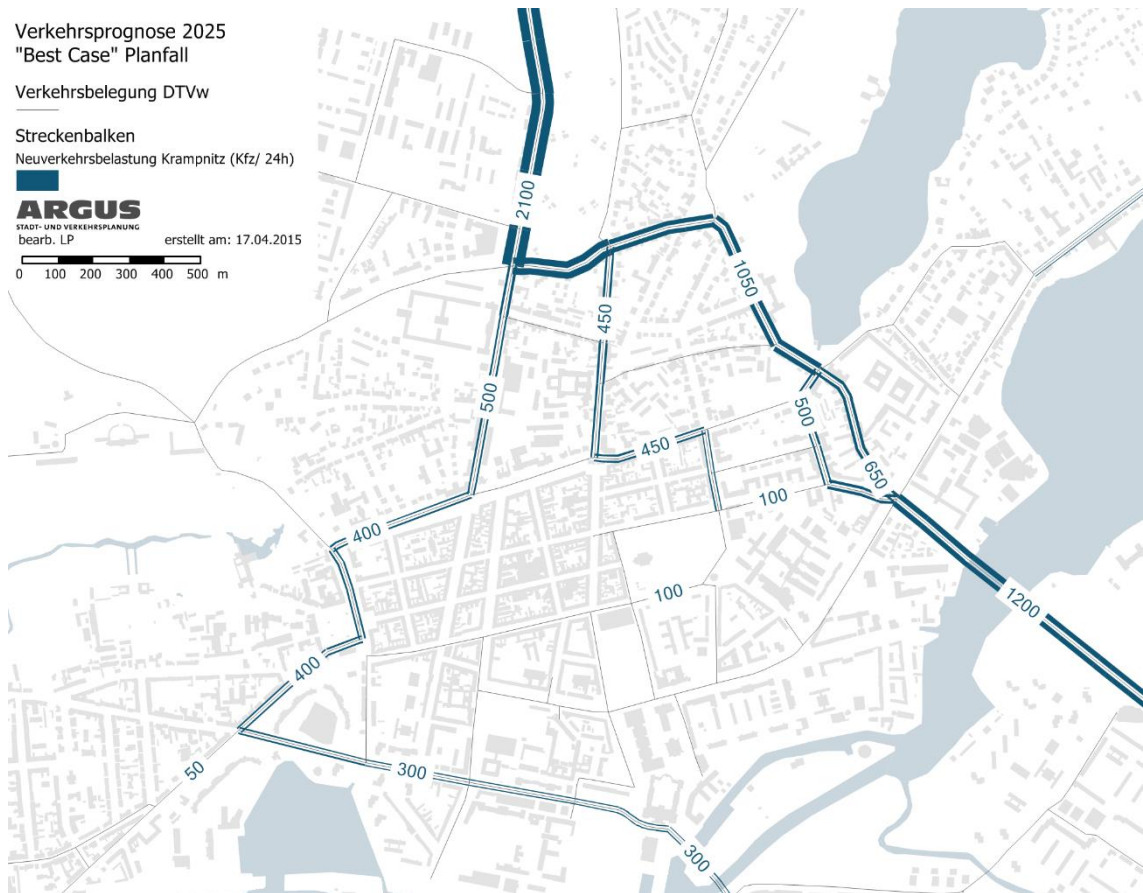 Verkehrsprognose 2025
"Best Case" Planfall
Verkehrsbelegung DTVw
Streckenbalken
Neuverkehrsbelastung Krampnitz (Kfz/ 24h)
ARGUS
STADT- UND VERKEHRSPLANUNG
bearb. LP erstellt am: 17.04.2015
0 100 200 300 400 500 m
2100
1050
450
500
500
450
650
100
400
100
1200
400
50
300
300